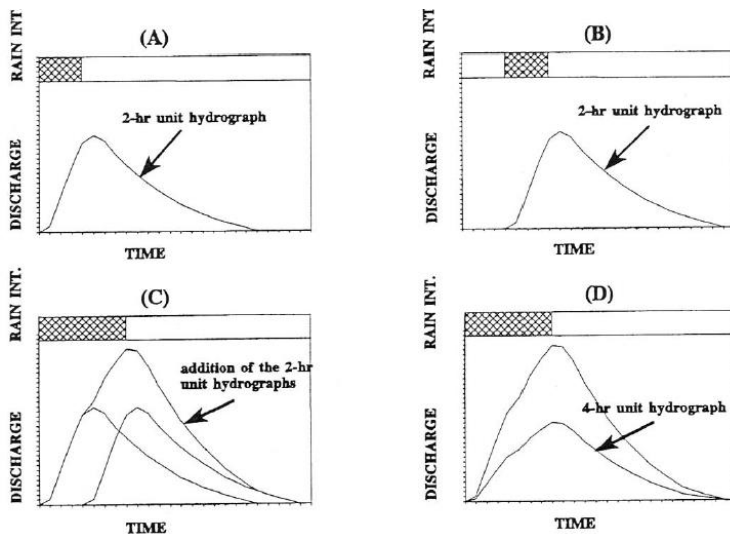 (A)
RAIN INT
2-hr unit hydrograph
DISCHARGE
TIME
(B)
RAIN INT
2-hr unit hydrograph
DISCHARGE
TIME
(C)
RAIN INT.
addition of the 2-hr
unit hydrographs
DISCHARGE
TIME
(D)
RAIN INT.
4-hr unit hydrograph
DISCHARGE
TIME